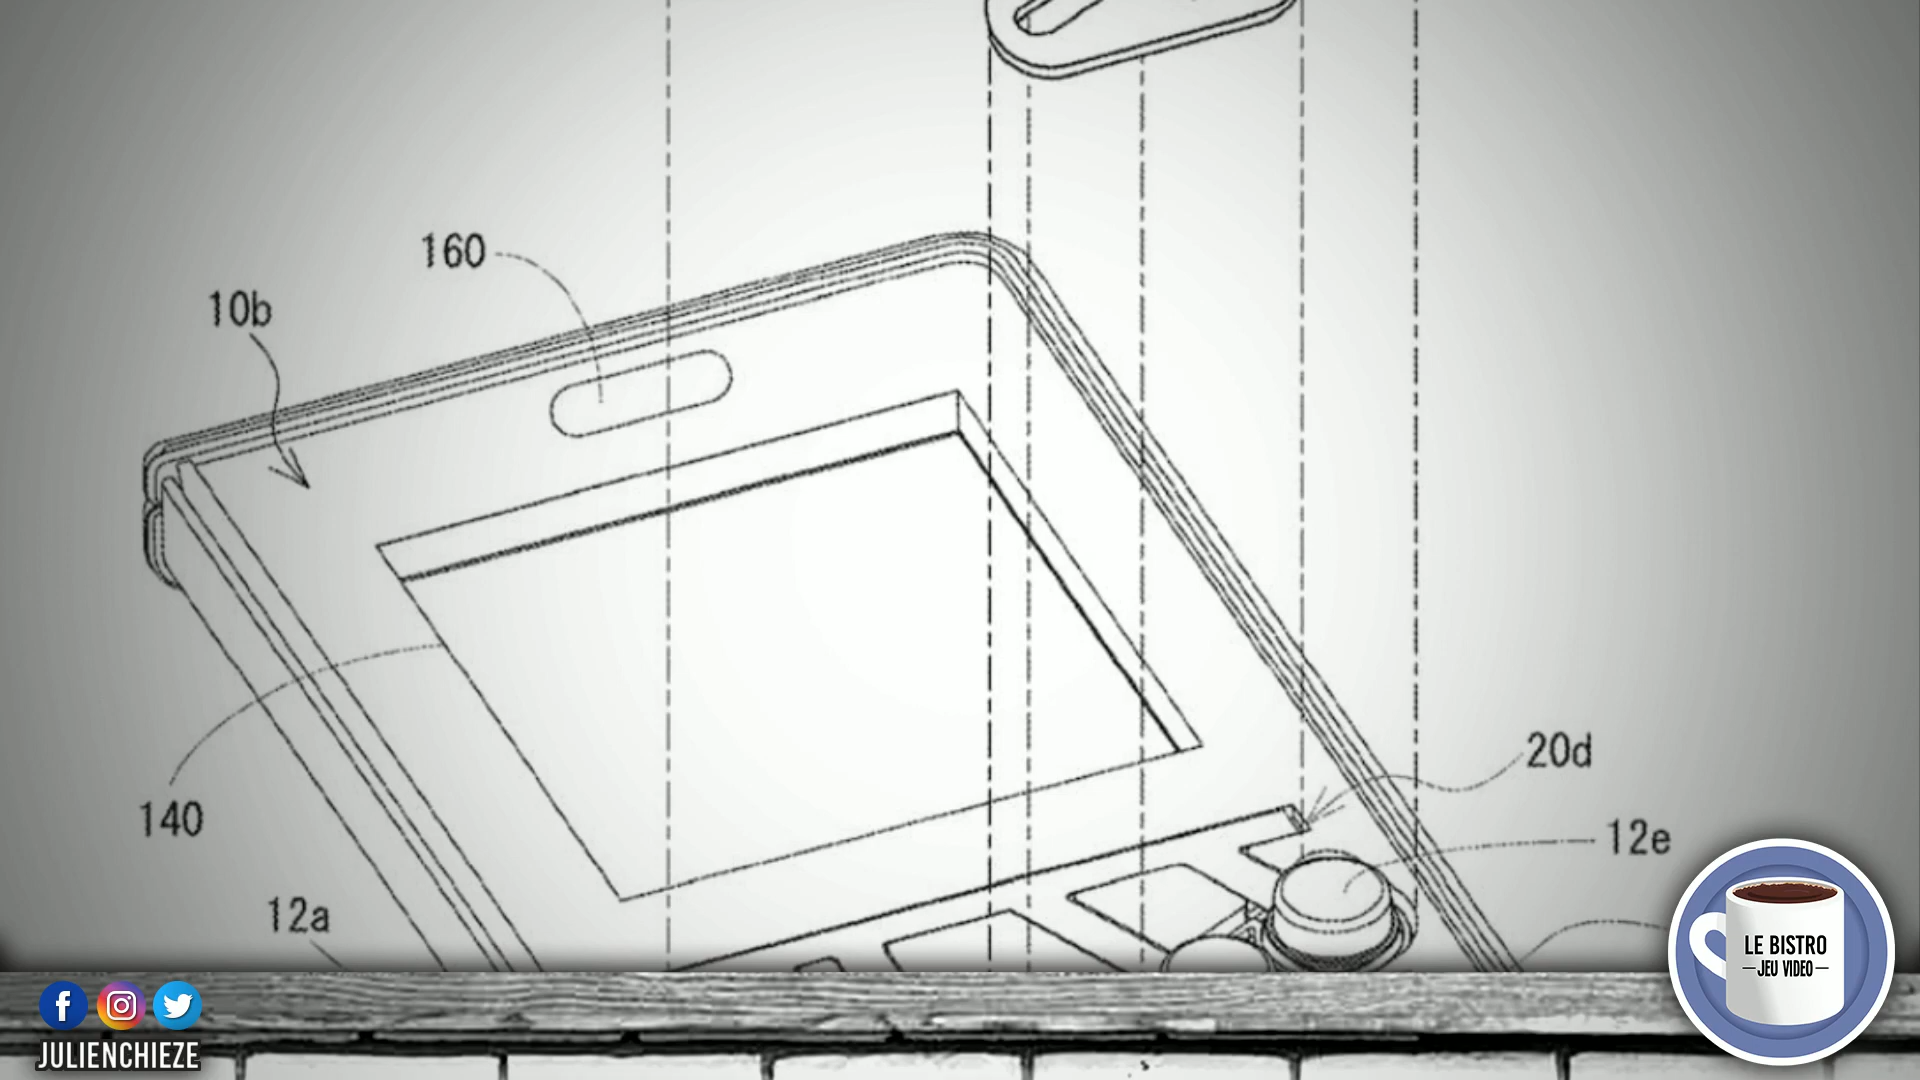 160
10b
20d
12e
140
12a
LE BISTRO
JEU VIDEO
f
JULIENCHIEZE